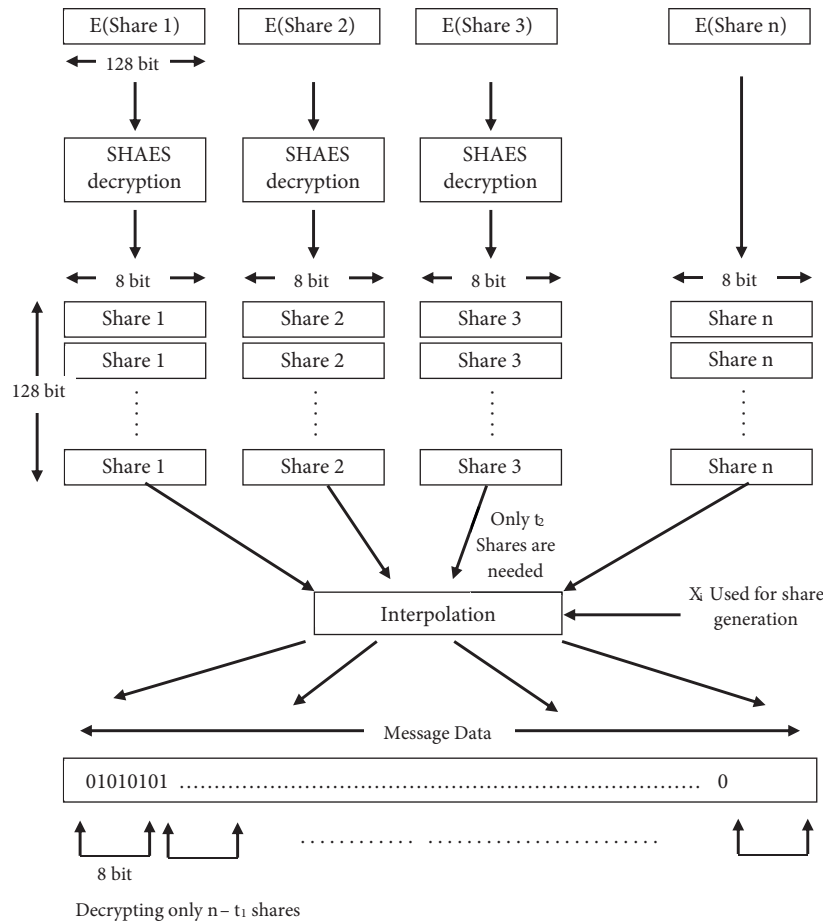 E(Share 1) E(Share 2) E(Share 3) E(Share n)
128 bit
SHAES decryption
SHAES decryption
SHAES decryption
8 bit 8 bit 8 bit 8 bit
Share 1 Share 2 Share 3 Share n
Share 1 Share 2 Share 3 Share n
128 bit
Share 1 Share 2 Share 3 Share n
Only t2
Shares are
needed
Interpolation
Xi Used for share
generation
Message Data
01010101 ........................................................................................ 0
8 bit
Decrypting only n – t1 shares